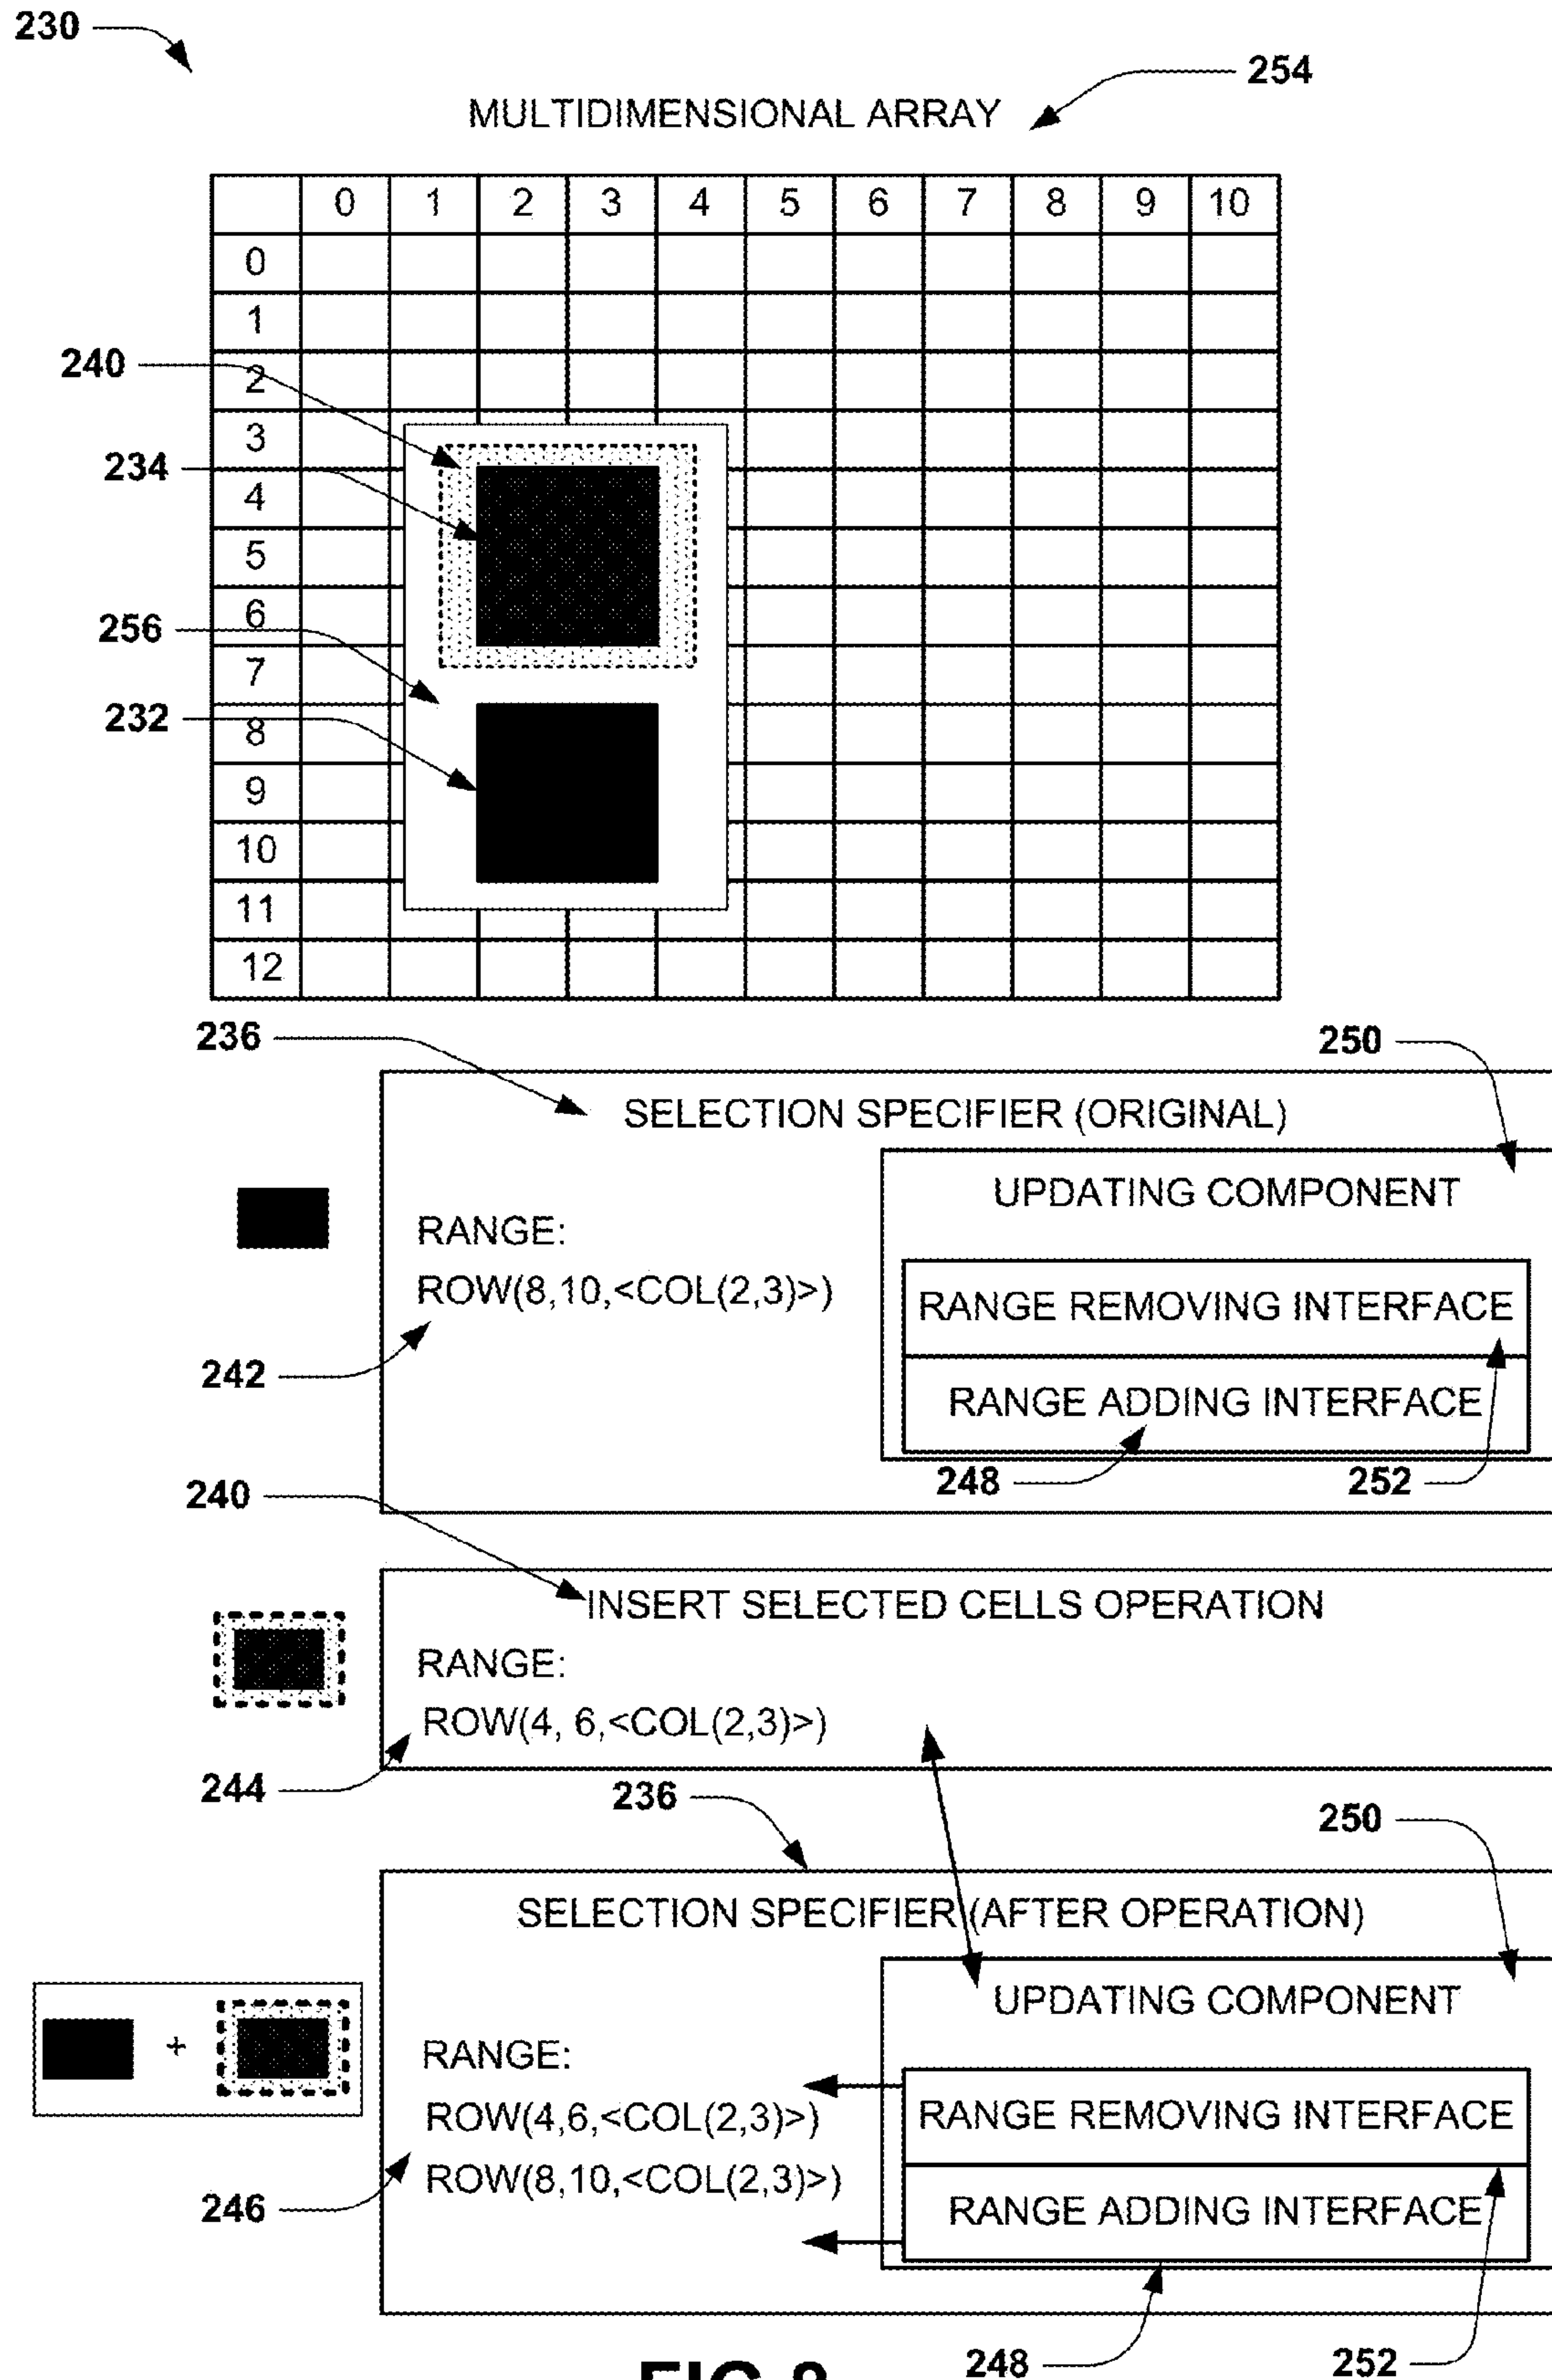 230
254
MULTIDIMENSIONAL ARRAY
0 1 2 3 4 5 6 7 8 9 10
0
1
240
2
3
234
4
5
6
256
7
232
8
9
10
11
12
236
250
SELECTION SPECIFIER (ORIGINAL)
UPDATING COMPONENT
RANGE:
ROW(8,10,<COL(2,3)>)
RANGE REMOVING INTERFACE
242
RANGE ADDING INTERFACE
248
252
240
INSERT SELECTED CELLS OPERATION
RANGE:
ROW(4, 6,<COL(2,3)>)
244
236
250
SELECTION SPECIFIER (AFTER OPERATION)
UPDATING COMPONENT
+
RANGE:
ROW(4,6,<COL(2,3)>)
RANGE REMOVING INTERFACE
ROW(8,10,<COL(2,3)>)
246
RANGE ADDING INTERFACE
248
252